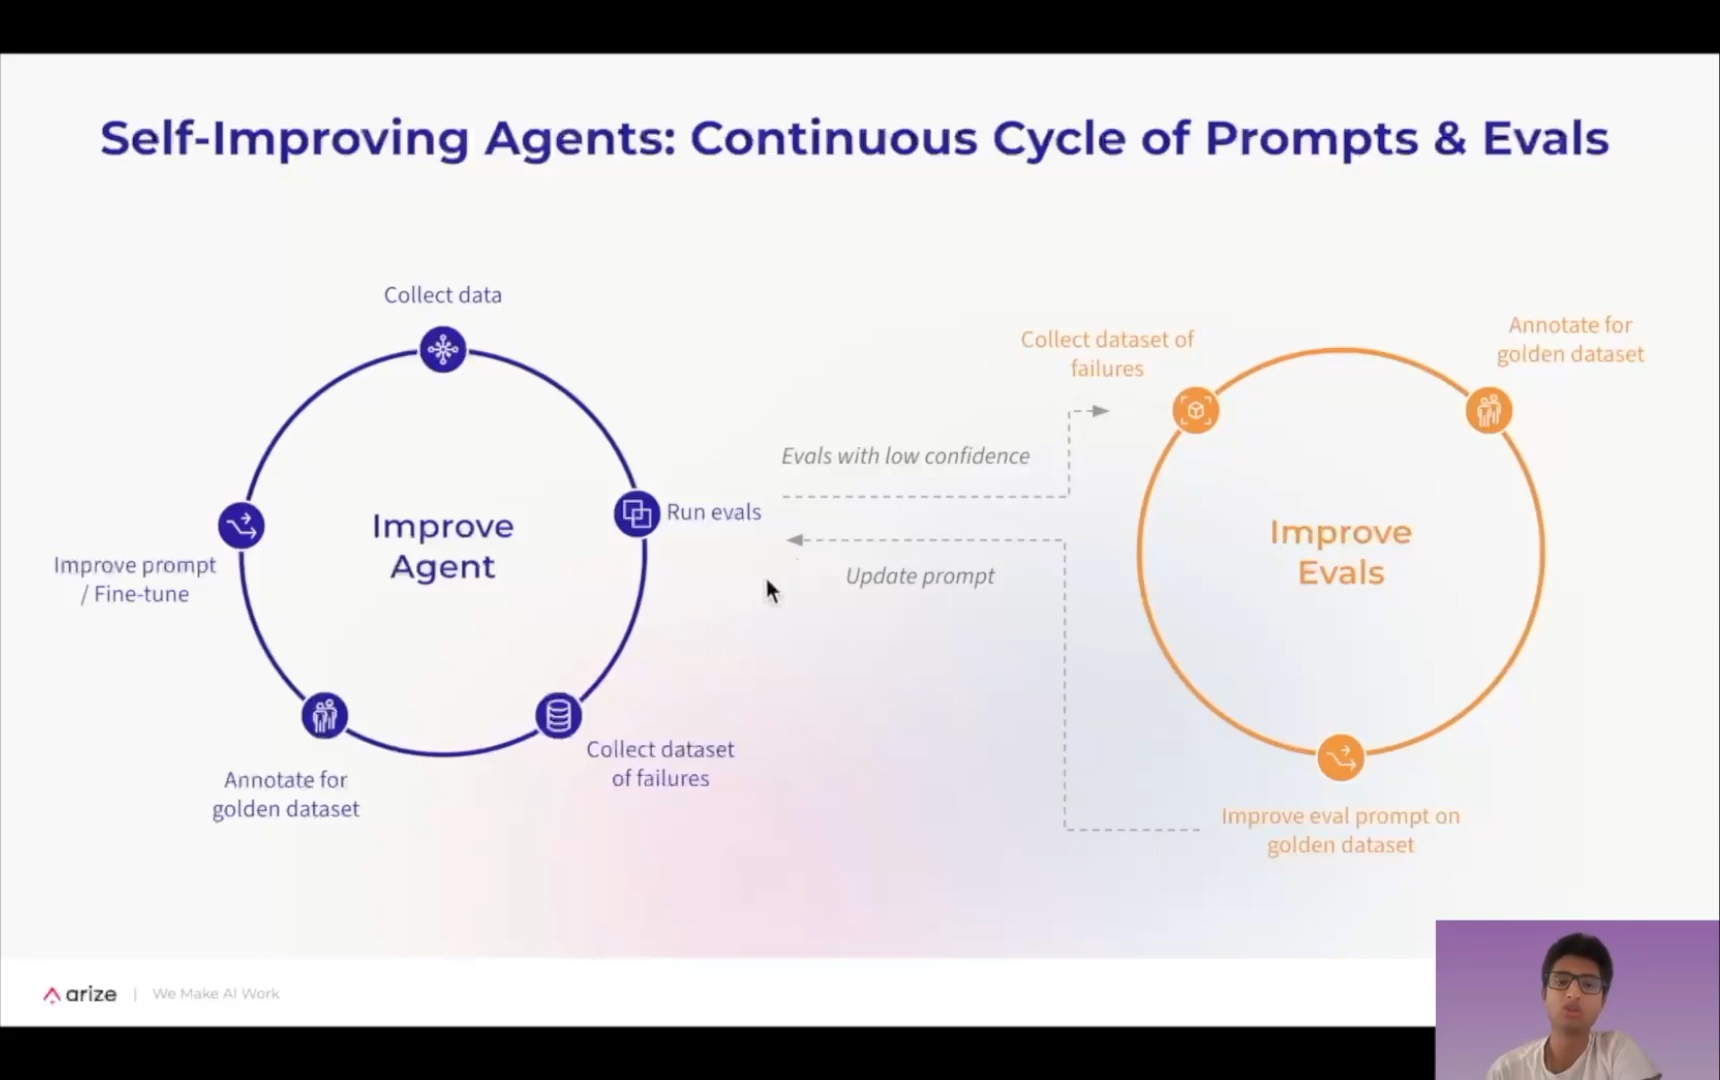 Self-Improving Agents: Continuous Cycle of Prompts & Evals
Collect data
Run evals
Collect dataset
of failures
Annotate for
golden dataset
Improve prompt
/ Fine-tune
Improve
Agent
Evals with low confidence
Update prompt
Collect dataset of
failures
Annotate for
golden dataset
Improve
Evals
Improve eval prompt on
golden dataset
arize | We Make AI Work